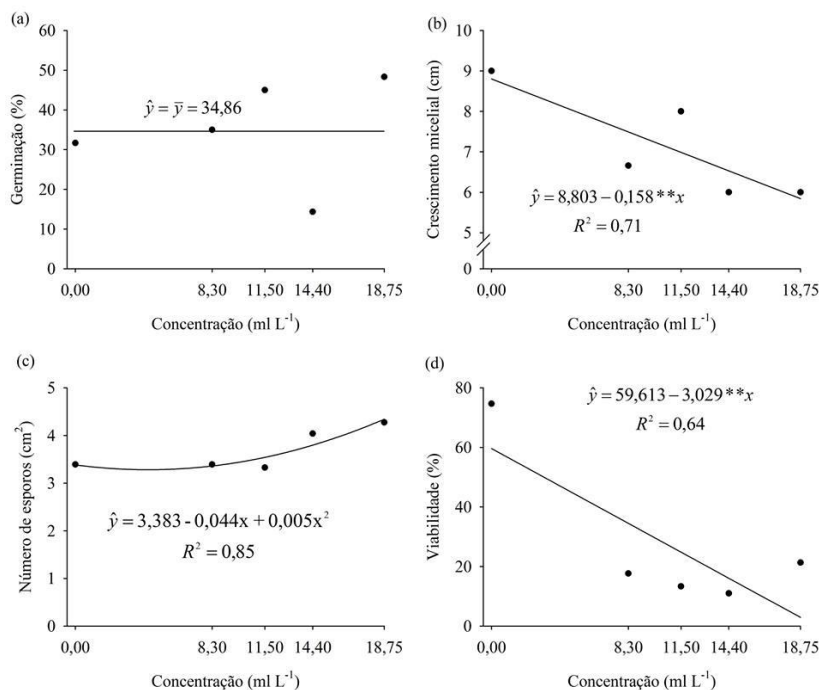 (a)
Germinação (%)
60
50
40
30
20
10
0
ŷ = ȳ = 34,86
0,00
8,30
11,50
14,40
18,75
Concentração (ml L⁻¹)
(b)
Crescimento micelial (cm)
10
9
8
7
6
5
0
ŷ = 8,803 – 0,158**x
R² = 0,71
0,00
8,30
11,50
14,40
18,75
Concentração (ml L⁻¹)
(c)
Número de esporos (cm²)
5
4
3
2
1
0
ŷ = 3,383 - 0,044x + 0,005x²
R² = 0,85
0,00
8,30
11,50
14,40
18,75
Concentração (ml L⁻¹)
(d)
Viabilidade (%)
80
60
40
20
0
ŷ = 59,613 – 3,029**x
R² = 0,64
0,00
8,30
11,50
14,40
18,75
Concentração (ml L⁻¹)